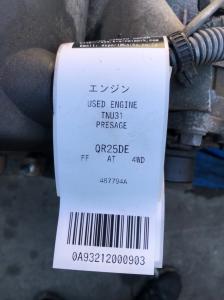 エンジン
USED ENGINE
TNU31
PRESAGE
QR25DE
FF AT 4WD
467794A
0A93212000903